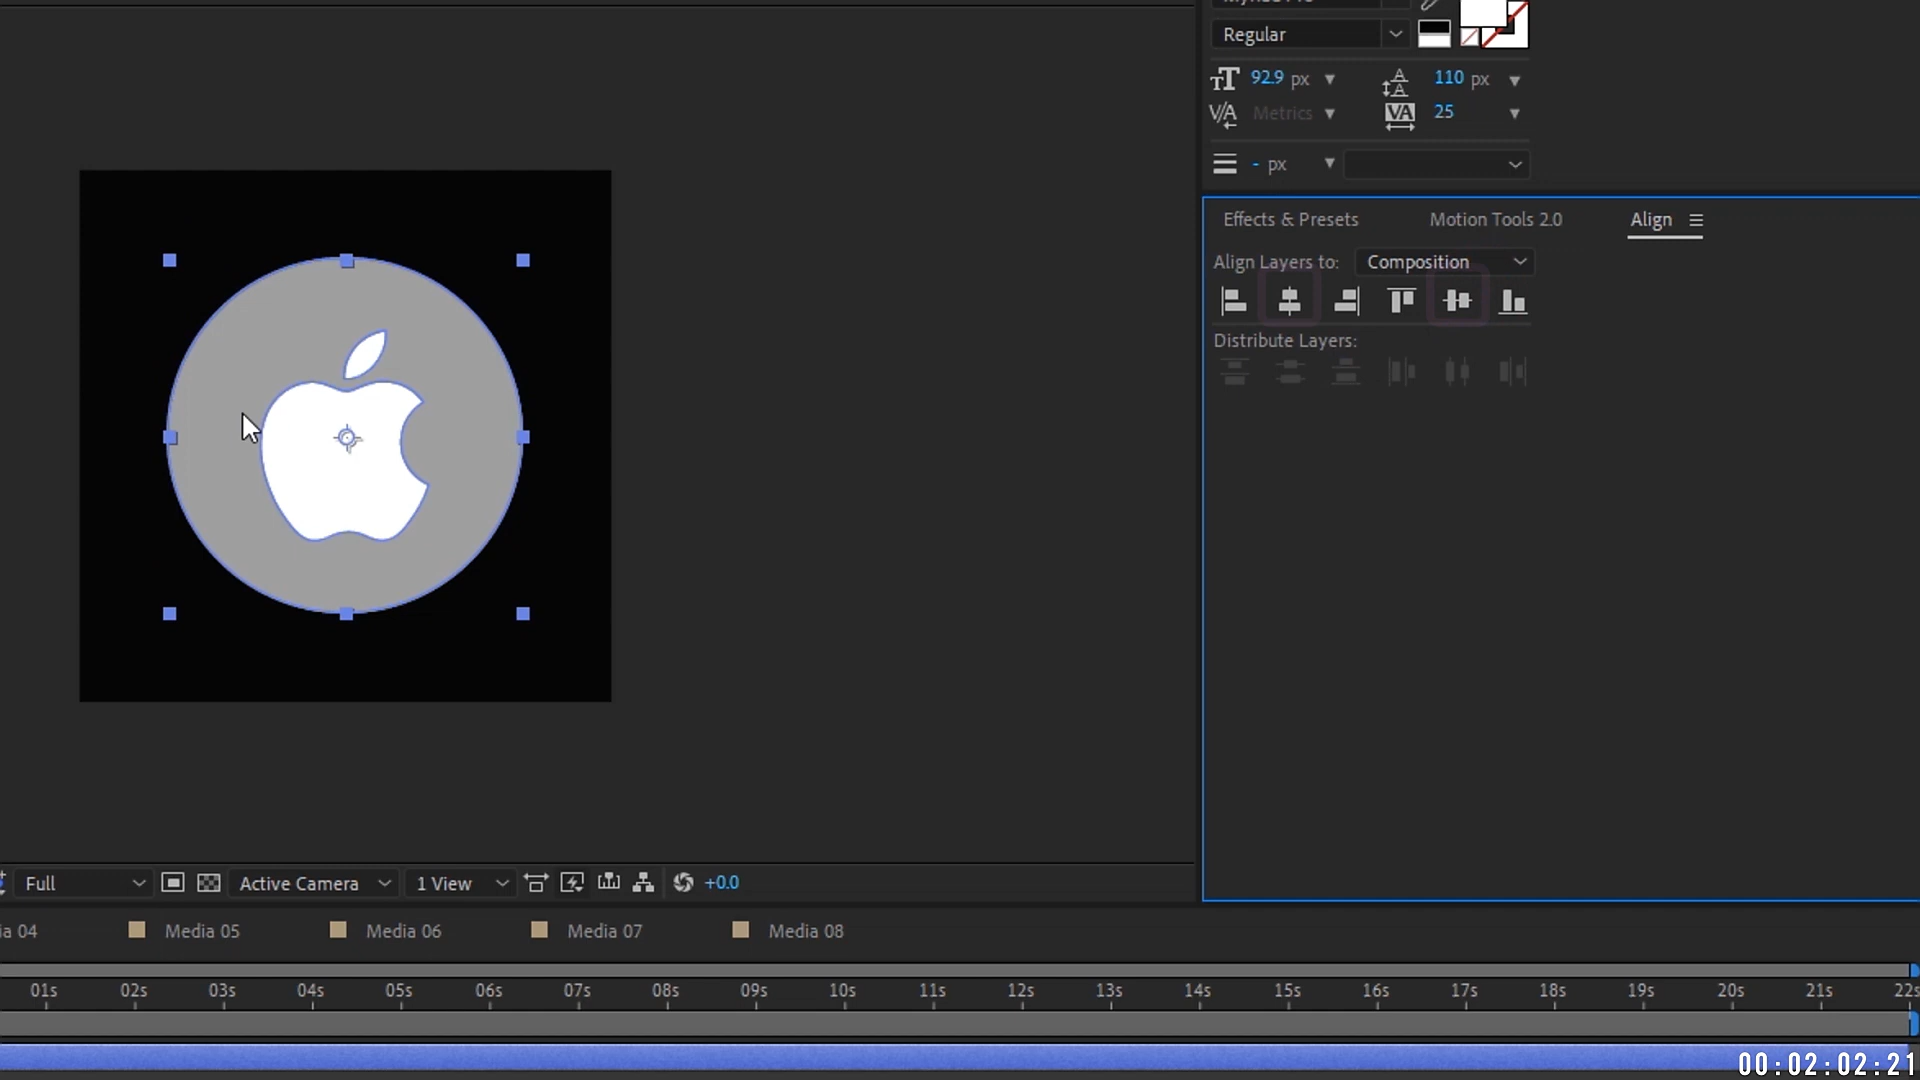 Regular
92.9 px
110 px
Metrics
25
- px
Effects & Presets
Motion Tools 2.0
Align
Align Layers to:
Composition
Distribute Layers:
Full
Active Camera
1 View
+0.0
ia 04
Media 05
Media 06
Media 07
Media 08
01s
02s
03s
04s
05s
06s
07s
08s
09s
10s
11s
12s
13s
14s
15s
16s
17s
18s
19s
20s
21s
22s
00:02:02:21